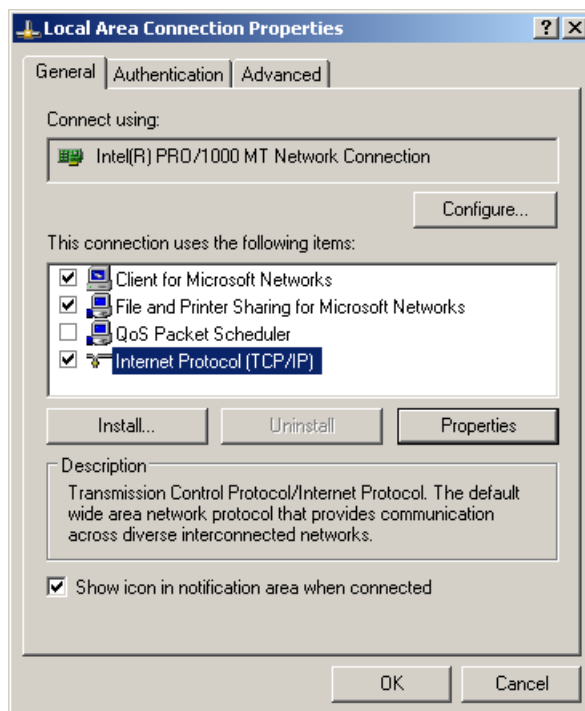 Local Area Connection Properties
General Authentication Advanced
Connect using:
Intel(R) PRO/1000 MT Network Connection
Configure...
This connection uses the following items:
Client for Microsoft Networks
File and Printer Sharing for Microsoft Networks
QoS Packet Scheduler
Internet Protocol (TCP/IP)
Install... Uninstall Properties
Description
Transmission Control Protocol/Internet Protocol. The default
wide area network protocol that provides communication
across diverse interconnected networks.
Show icon in notification area when connected
OK Cancel